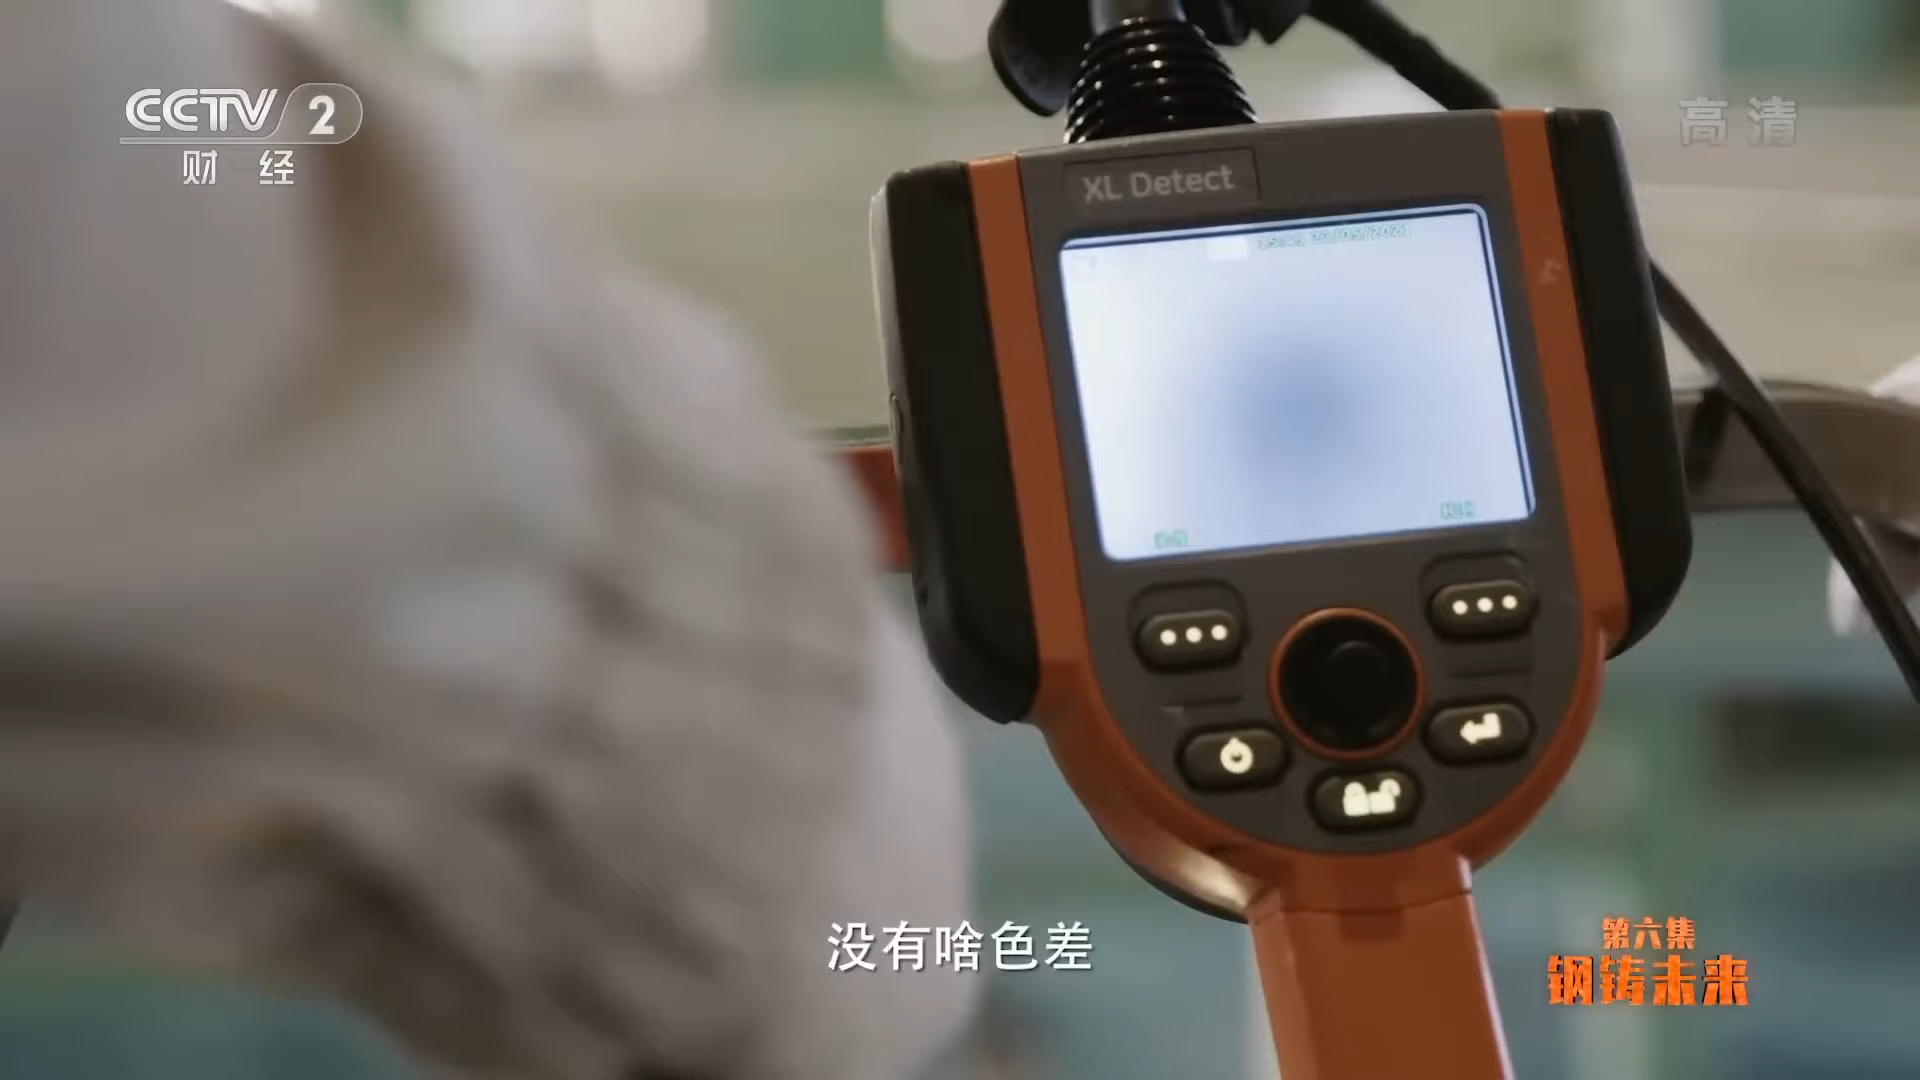 CCTV 2
财 经
高 清
XL Detect
没有啥色差
第六集
钢铸未来